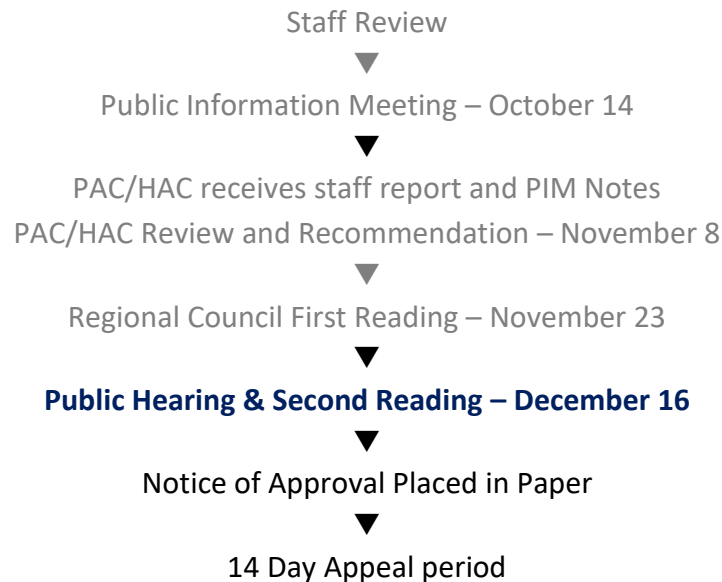 Staff Review
Public Information Meeting – October 14
PAC/HAC receives staff report and PIM Notes
PAC/HAC Review and Recommendation – November 8
Regional Council First Reading – November 23
Public Hearing & Second Reading – December 16
Notice of Approval Placed in Paper
14 Day Appeal period